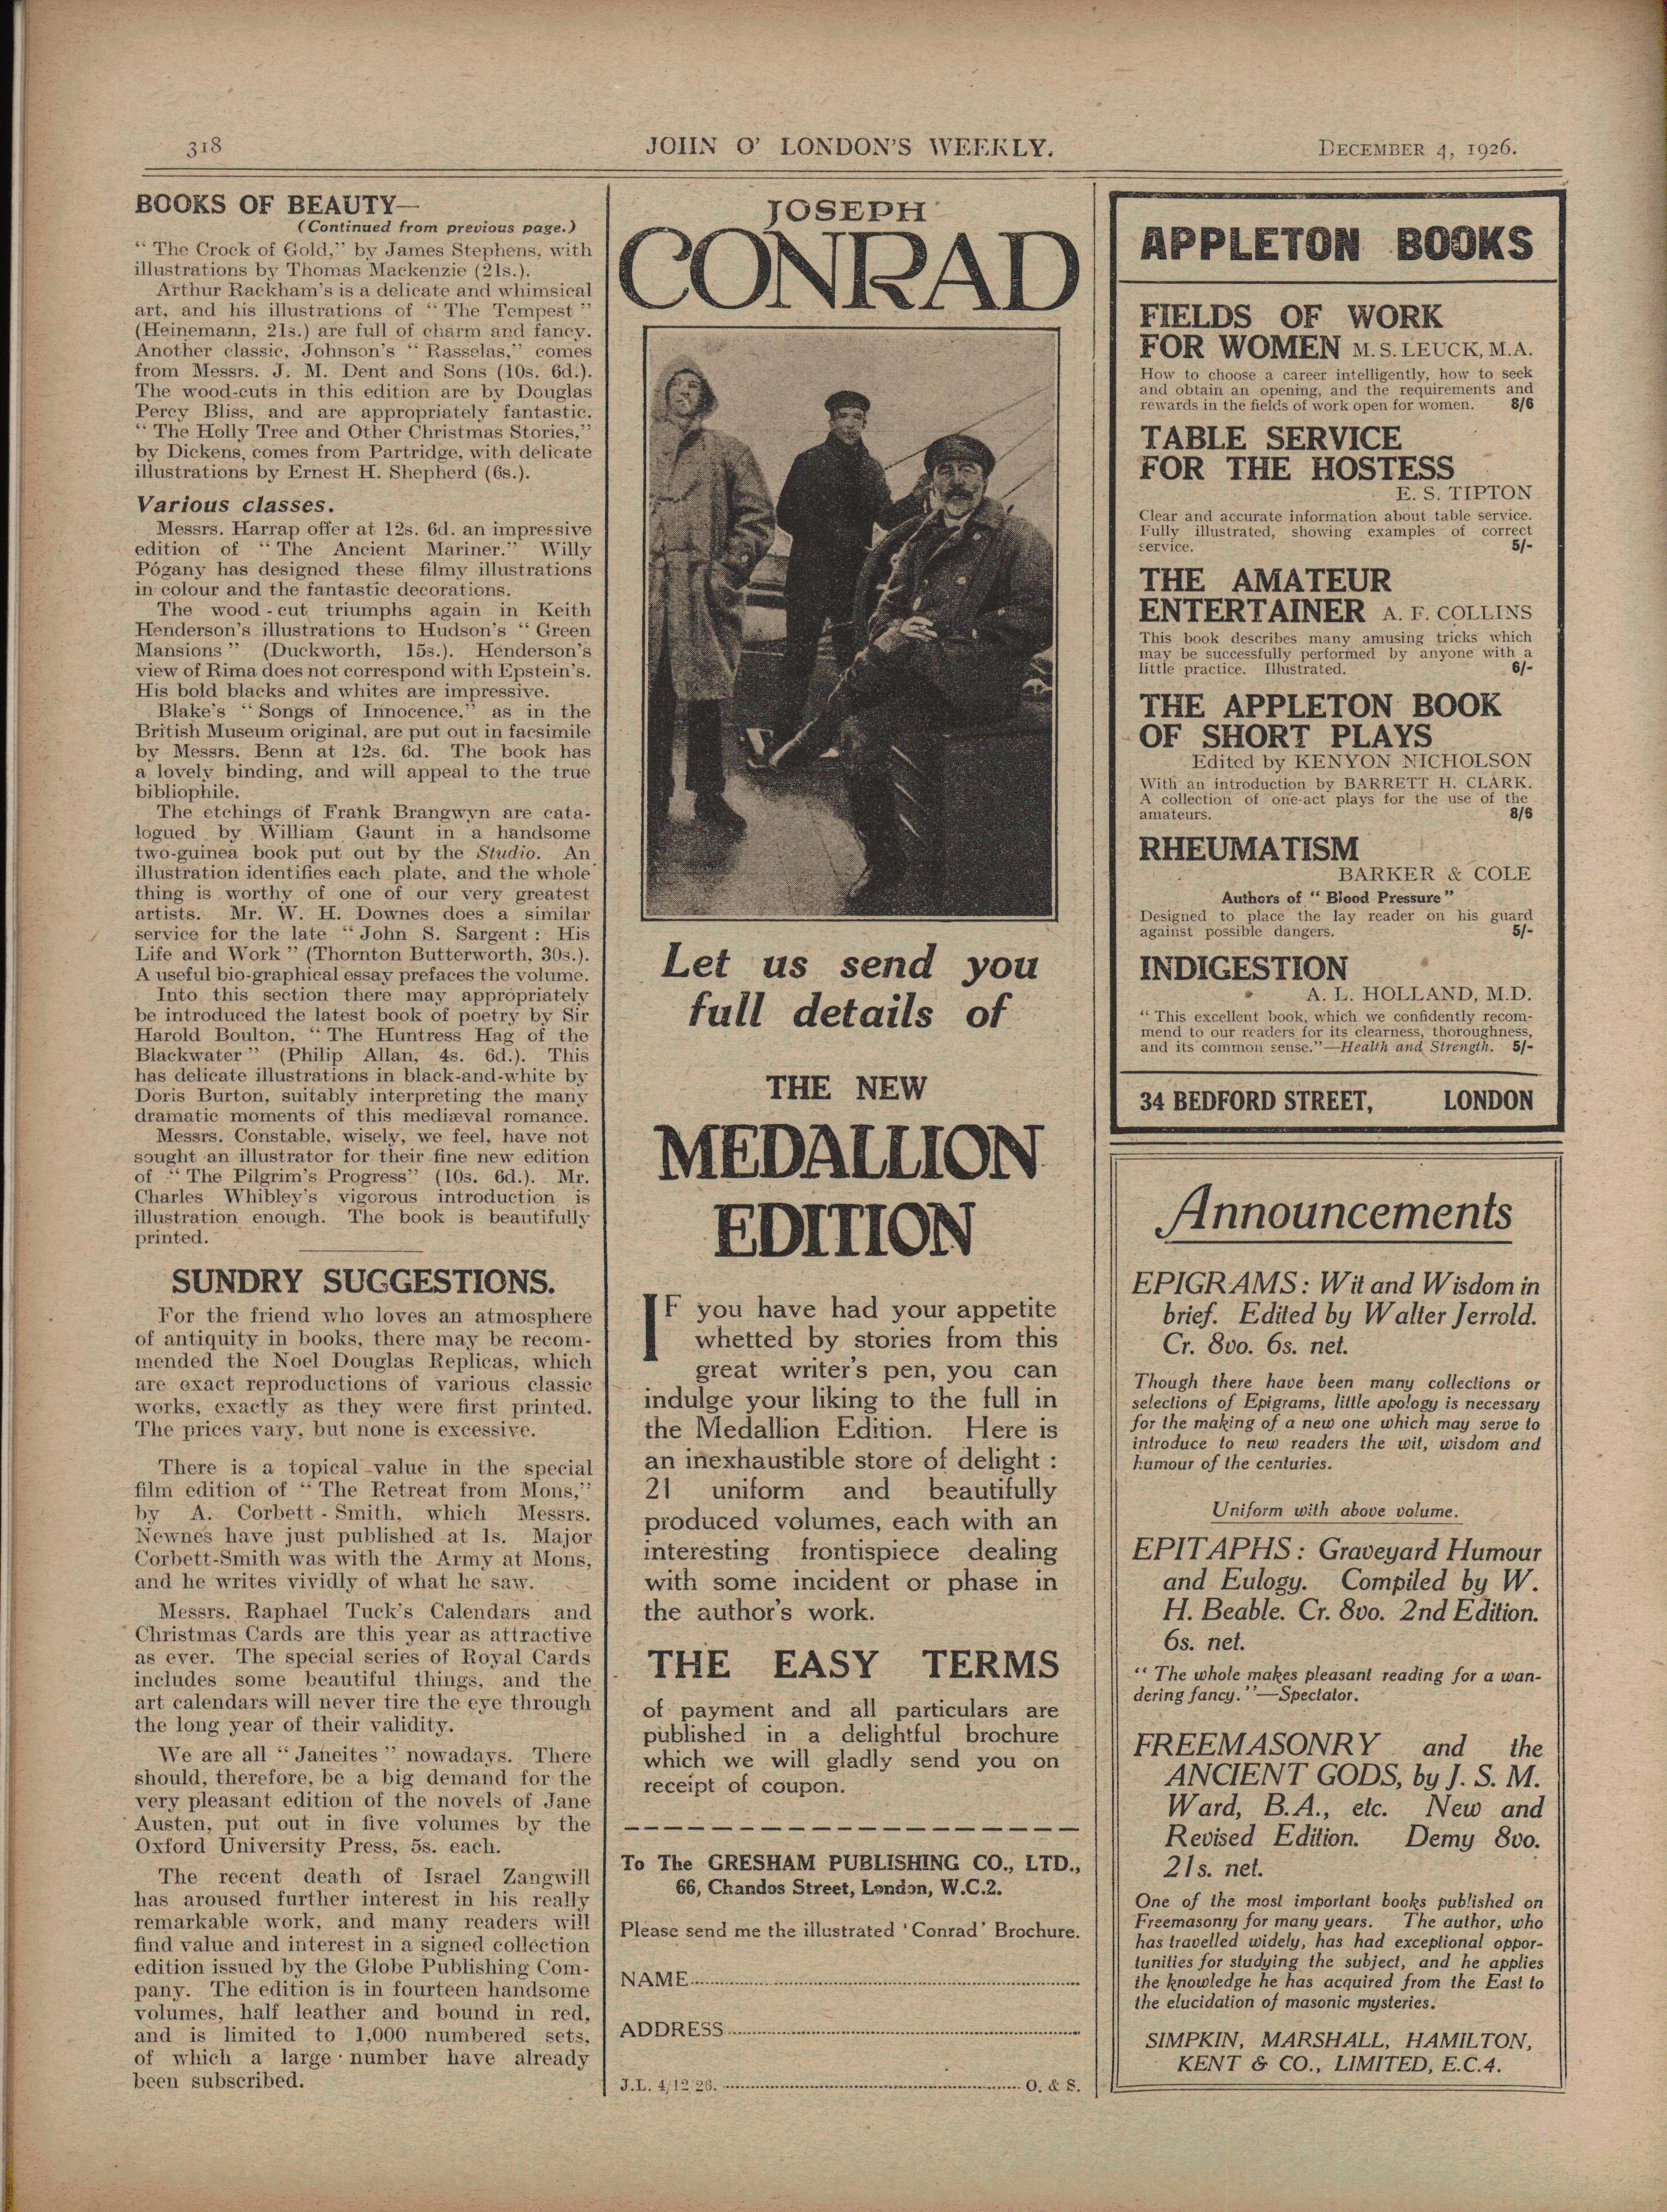 318
JOHN O' LONDON'S WEEKLY.
DECEMBER 4, 1926.
BOOKS OF BEAUTY—
(Continued from previous page.)
“ The Crock of Gold,” by James Stephens, with
illustrations by Thomas Mackenzie (21s.).
Arthur Rackham's is a delicate and whimsical
art, and his illustrations of “ The Tempest ”
(Heinemann, 21s.) are full of charm and fancy.
Another classic, Johnson's “ Rasselas,” comes
from Messrs. J. M. Dent and Sons (10s. 6d.).
The wood-cuts in this edition are by Douglas
Percy Bliss, and are appropriately fantastic.
“ The Holly Tree and Other Christmas Stories,”
by Dickens, comes from Partridge, with delicate
illustrations by Ernest H. Shepherd (6s.).
Various classes.
Messrs. Harrap offer at 12s. 6d. an impressive
edition of “ The Ancient Mariner.” Willy
Pógany has designed these filmy illustrations
in colour and the fantastic decorations.
The wood-cut triumphs again in Keith
Henderson's illustrations to Hudson's “ Green
Mansions ” (Duckworth, 15s.). Henderson's
view of Rima does not correspond with Epstein's.
His bold blacks and whites are impressive.
Blake's “ Songs of Innocence,” as in the
British Museum original, are put out in facsimile
by Messrs. Benn at 12s. 6d. The book has
a lovely binding, and will appeal to the true
bibliophile.
The etchings of Frank Brangwyn are cata-
logued by William Gaunt in a handsome
two-guinea book put out by the Studio. An
illustration identifies each plate, and the whole
thing is worthy of one of our very greatest
artists. Mr. W. H. Downes does a similar
service for the late “ John S. Sargent : His
Life and Work ” (Thornton Butterworth, 30s.).
A useful bio-graphical essay prefaces the volume.
Into this section there may appropriately
be introduced the latest book of poetry by Sir
Harold Boulton, “ The Huntress Hag of the
Blackwater ” (Philip Allan, 4s. 6d.). This
has delicate illustrations in black-and-white by
Doris Burton, suitably interpreting the many
dramatic moments of this mediæval romance.
Messrs. Constable, wisely, we feel, have not
sought an illustrator for their fine new edition
of “ The Pilgrim's Progress” (10s. 6d.). Mr.
Charles Whibley's vigorous introduction is
illustration enough. The book is beautifully
printed.
SUNDRY SUGGESTIONS.
For the friend who loves an atmosphere
of antiquity in books, there may be recom-
mended the Noel Douglas Replicas, which
are exact reproductions of various classic
works, exactly as they were first printed.
The prices vary, but none is excessive.
There is a topical value in the special
film edition of “ The Retreat from Mons,”
by A. Corbett-Smith, which Messrs.
Newnes have just published at 1s. Major
Corbett-Smith was with the Army at Mons,
and he writes vividly of what he saw.
Messrs. Raphael Tuck's Calendars and
Christmas Cards are this year as attractive
as ever. The special series of Royal Cards
includes some beautiful things, and the
art calendars will never tire the eye through
the long year of their validity.
We are all “ Janeites ” nowadays. There
should, therefore, be a big demand for the
very pleasant edition of the novels of Jane
Austen, put out in five volumes by the
Oxford University Press, 5s. each.
The recent death of Israel Zangwill
has aroused further interest in his really
remarkable work, and many readers will
find value and interest in a signed collection
edition issued by the Globe Publishing Com-
pany. The edition is in fourteen handsome
volumes, half leather and bound in red,
and is limited to 1,000 numbered sets,
of which a large number have already
been subscribed.
JOSEPH
CONRAD
Let us send you
full details of
THE NEW
MEDALLION
EDITION
IF you have had your appetite
whetted by stories from this
great writer's pen, you can
indulge your liking to the full in
the Medallion Edition. Here is
an inexhaustible store of delight :
21 uniform and beautifully
produced volumes, each with an
interesting frontispiece dealing
with some incident or phase in
the author's work.
THE EASY TERMS
of payment and all particulars are
published in a delightful brochure
which we will gladly send you on
receipt of coupon.
To The GRESHAM PUBLISHING CO., LTD.,
66, Chandos Street, London, W.C.2.
Please send me the illustrated ‘ Conrad ’ Brochure.
NAME
ADDRESS
J.L. 4/12 26. O. & S.
APPLETON BOOKS
FIELDS OF WORK
FOR WOMEN M. S. LEUCK, M.A.
How to choose a career intelligently, how to seek
and obtain an opening, and the requirements and
rewards in the fields of work open for women. 8/6
TABLE SERVICE
FOR THE HOSTESS
E. S. TIPTON
Clear and accurate information about table service.
Fully illustrated, showing examples of correct
service. 5/-
THE AMATEUR
ENTERTAINER A. F. COLLINS
This book describes many amusing tricks which
may be successfully performed by anyone with a
little practice. Illustrated. 6/-
THE APPLETON BOOK
OF SHORT PLAYS
Edited by KENYON NICHOLSON
With an introduction by BARRETT H. CLARK.
A collection of one-act plays for the use of the
amateurs. 8/6
RHEUMATISM
BARKER & COLE
Authors of “ Blood Pressure ”
Designed to place the lay reader on his guard
against possible dangers. 5/-
INDIGESTION
A. L. HOLLAND, M.D.
“ This excellent book, which we confidently recom-
mend to our readers for its clearness, thoroughness,
and its common sense.”—Health and Strength. 5/-
34 BEDFORD STREET, LONDON
Announcements
EPIGRAMS : Wit and Wisdom in
brief. Edited by Walter Jerrold.
Cr. 8vo. 6s. net.
Though there have been many collections or
selections of Epigrams, little apology is necessary
for the making of a new one which may serve to
introduce to new readers the wit, wisdom and
humour of the centuries.
Uniform with above volume.
EPITAPHS : Graveyard Humour
and Eulogy. Compiled by W.
H. Beable. Cr. 8vo. 2nd Edition.
6s. net.
“ The whole makes pleasant reading for a wan-
dering fancy.”—Spectator.
FREEMASONRY and the
ANCIENT GODS, by J. S. M.
Ward, B.A., etc. New and
Revised Edition. Demy 8vo.
21s. net.
One of the most important books published on
Freemasonry for many years. The author, who
has travelled widely, has had exceptional oppor-
tunities for studying the subject, and he applies
the knowledge he has acquired from the East to
the elucidation of masonic mysteries.
SIMPKIN, MARSHALL, HAMILTON,
KENT & CO., LIMITED, E.C.4.